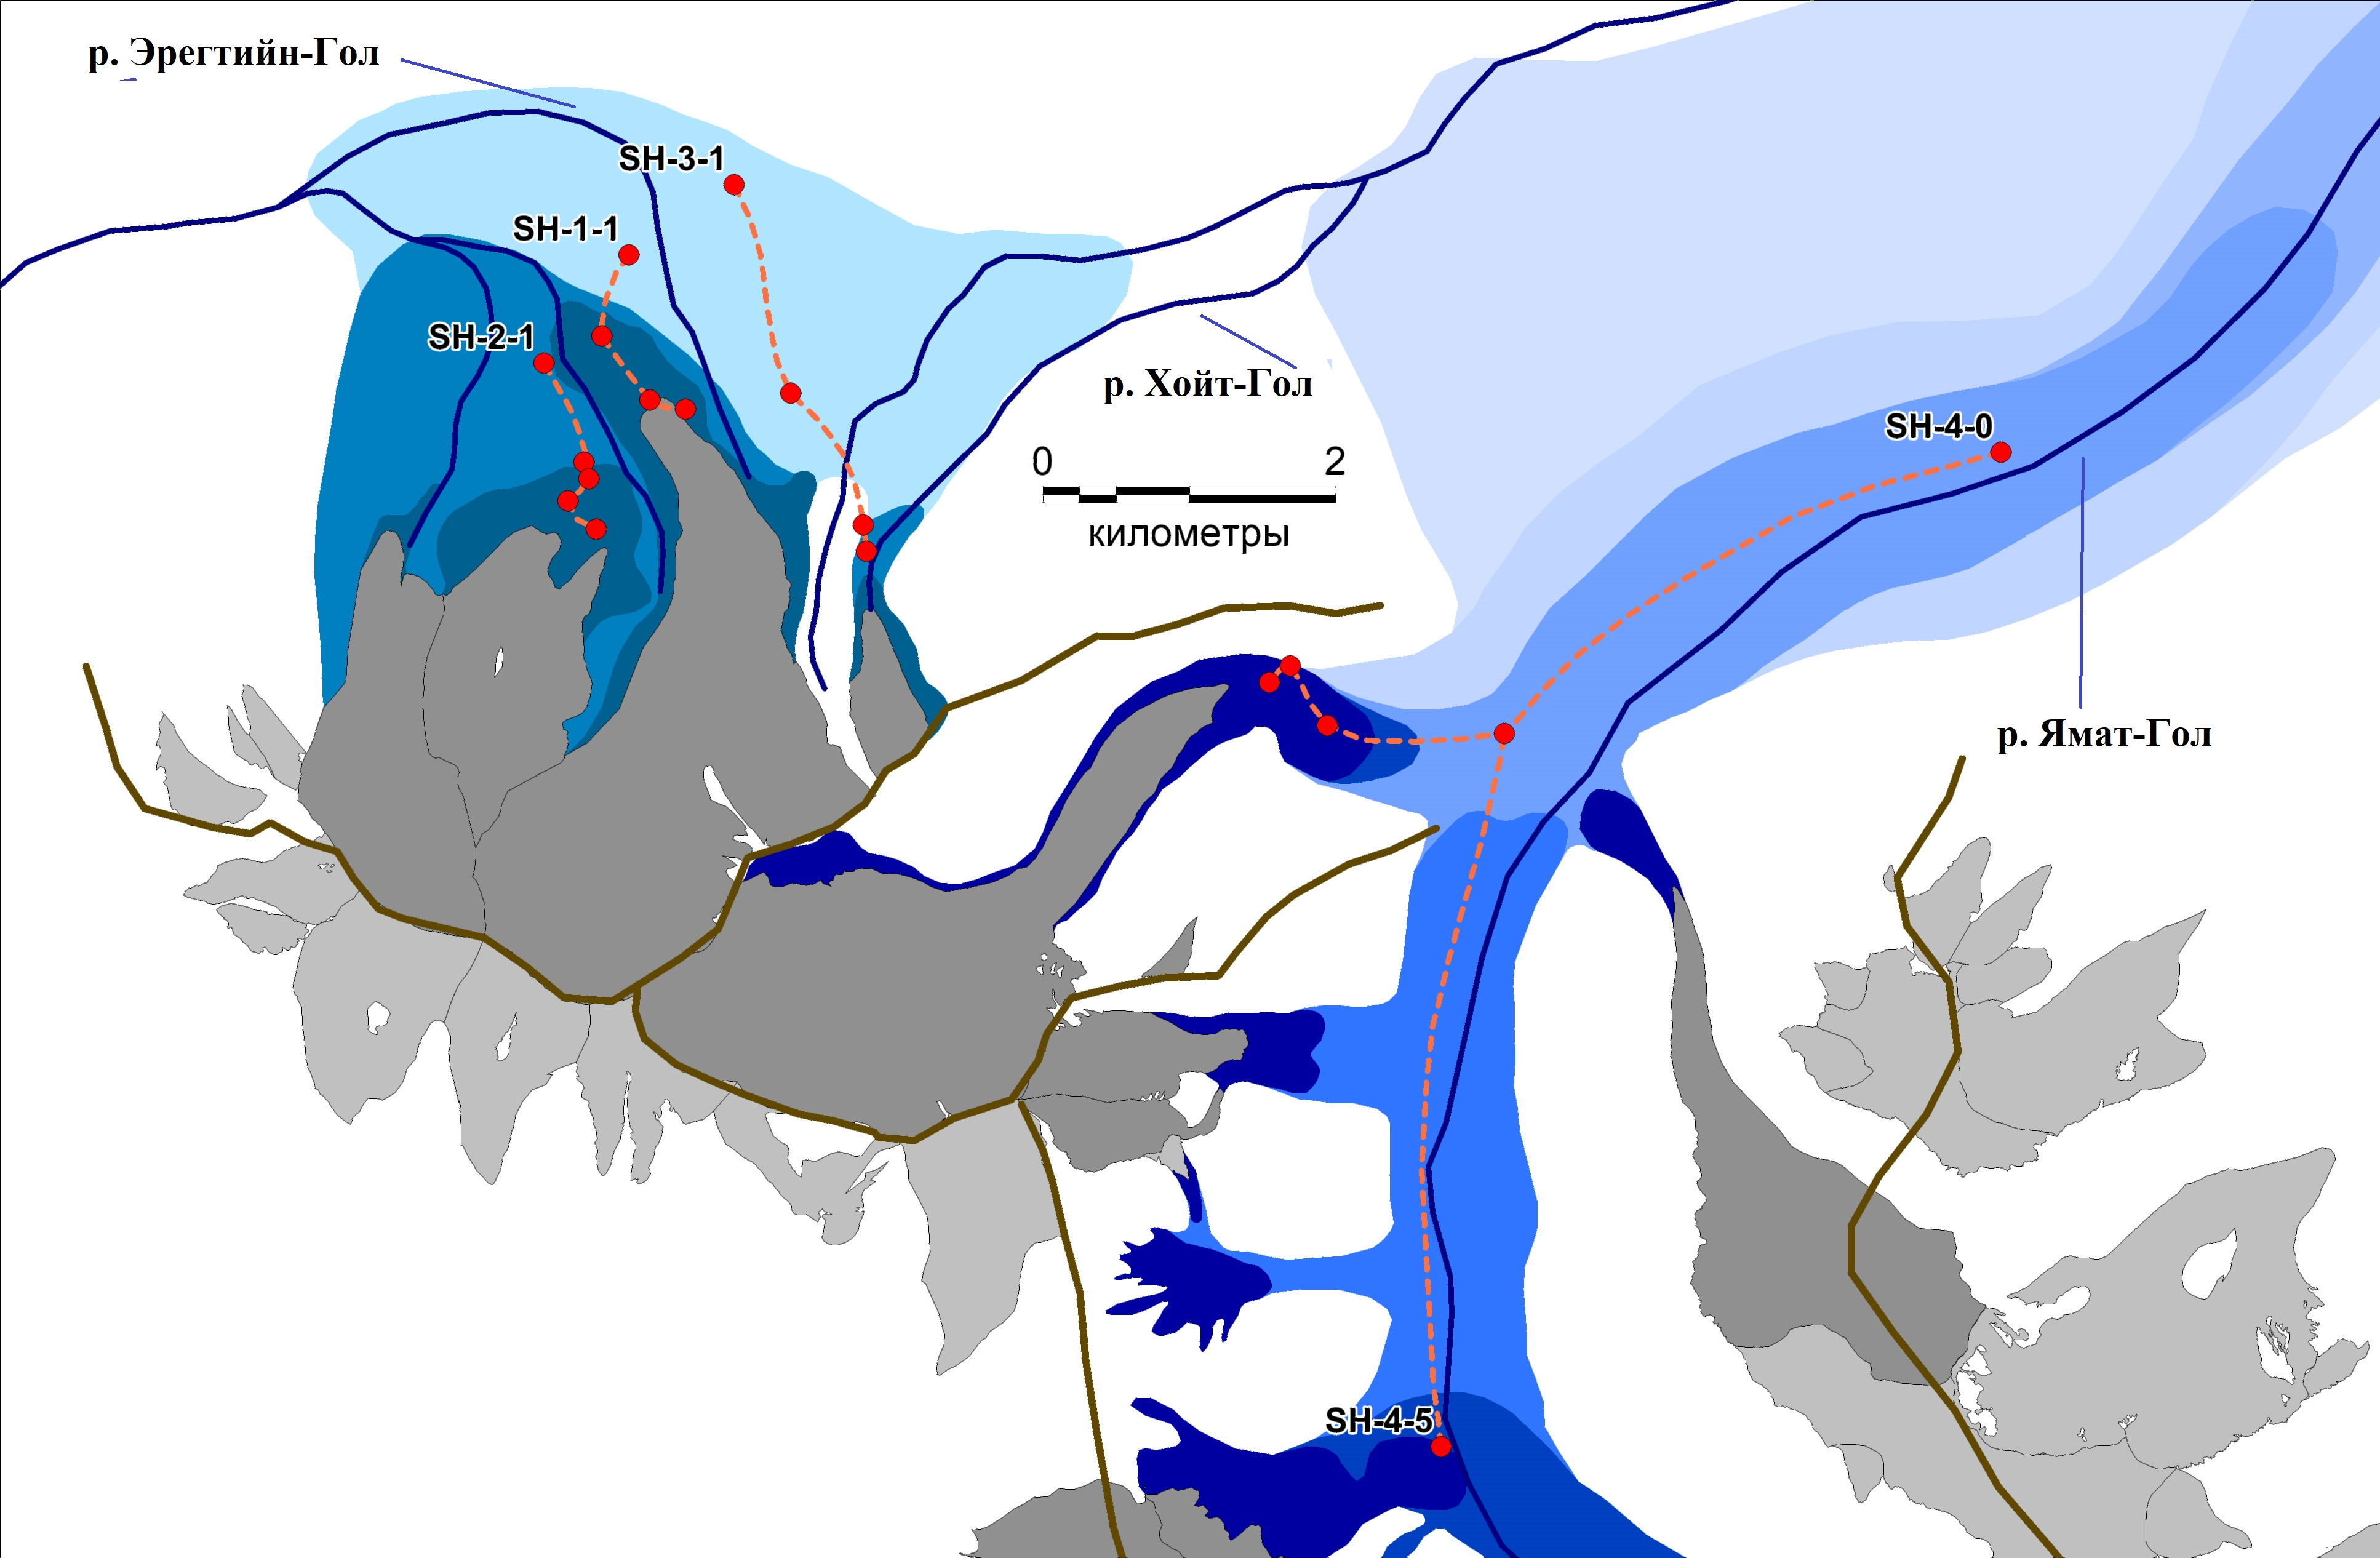 р. Эрегтийн-Гол
SH-3-1
SH-1-1
SH-2-1
р. Хойт-Гол
SH-4-0
0 2
километры
р. Ямат-Гол
SH-4-5